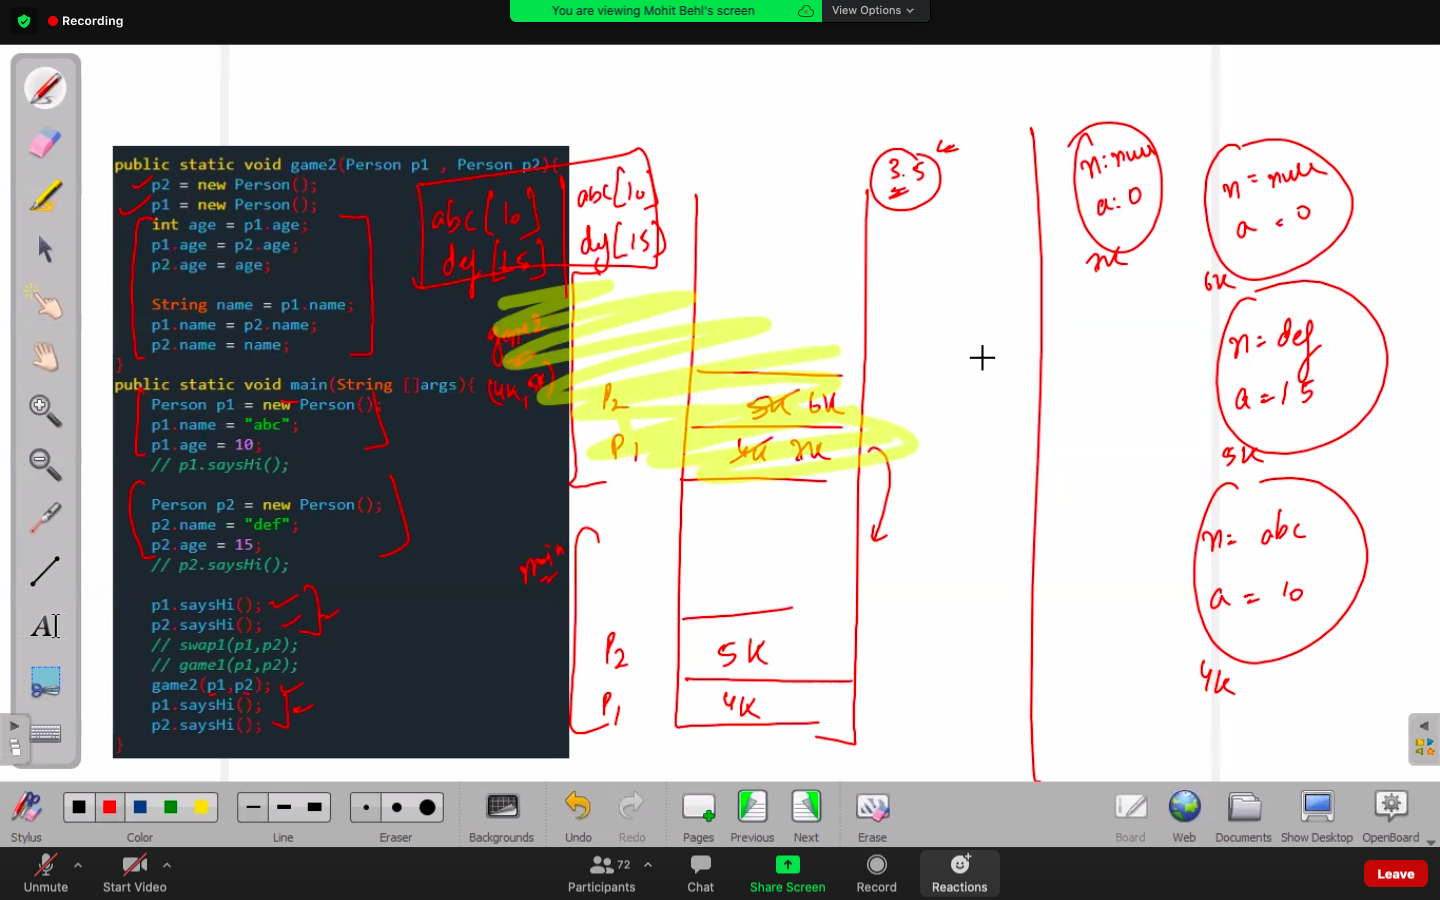 Recording
You are viewing Mohit Behl's screen
View Options
public static void game2(Person p1 , Person p2){
p2 = new Person();
p1 = new Person();
int age = p1.age;
p1.age = p2.age;
p2.age = age;
String name = p1.name;
p1.name = p2.name;
p2.name = name;
}
public static void main(String []args){
Person p1 = new Person();
p1.name = "abc";
p1.age = 10;
// p1.saysHi();
Person p2 = new Person();
p2.name = "def";
p2.age = 15;
// p2.saysHi();
p1.saysHi();
p2.saysHi();
// swap1(p1,p2);
// game1(p1,p2);
game2(p1,p2);
p1.saysHi();
p2.saysHi();
}
abc[10]
def[15]
abc[10]
def[15]
3.5
game2
(4K, 5K)
P2 5K 6K
P1 4K
main
P2 5K
P1 4K
n:null
a:0
n=null
a=0
6K
n=def
a=15
5K
n= abc
a = 10
4K
A
Stylus
Color
Line
Eraser
Backgrounds
Undo
Redo
Pages
Previous
Next
Erase
Board
Web
Documents
Show Desktop
OpenBoard
Unmute
Start Video
72
Participants
Chat
Share Screen
Record
Reactions
Leave